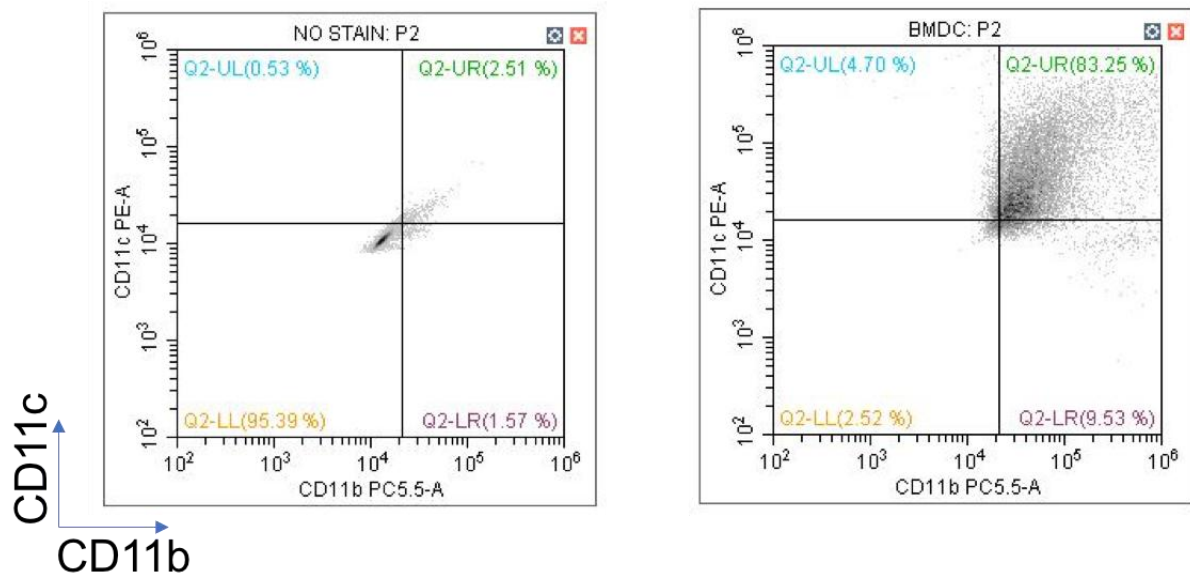 NO STAIN: P2
Q2-UL(0.53 %) Q2-UR(2.51 %)
10^6
10^5
10^4
10^3
10^2
CD11c PE-A
Q2-LL(95.39 %) Q2-LR(1.57 %)
10^2 10^3 10^4 10^5 10^6
CD11b PC5.5-A
BMDC: P2
Q2-UL(4.70 %) Q2-UR(83.25 %)
10^6
10^5
10^4
10^3
10^2
CD11c PE-A
Q2-LL(2.52 %) Q2-LR(9.53 %)
10^2 10^3 10^4 10^5 10^6
CD11b PC5.5-A
CD11c
CD11b